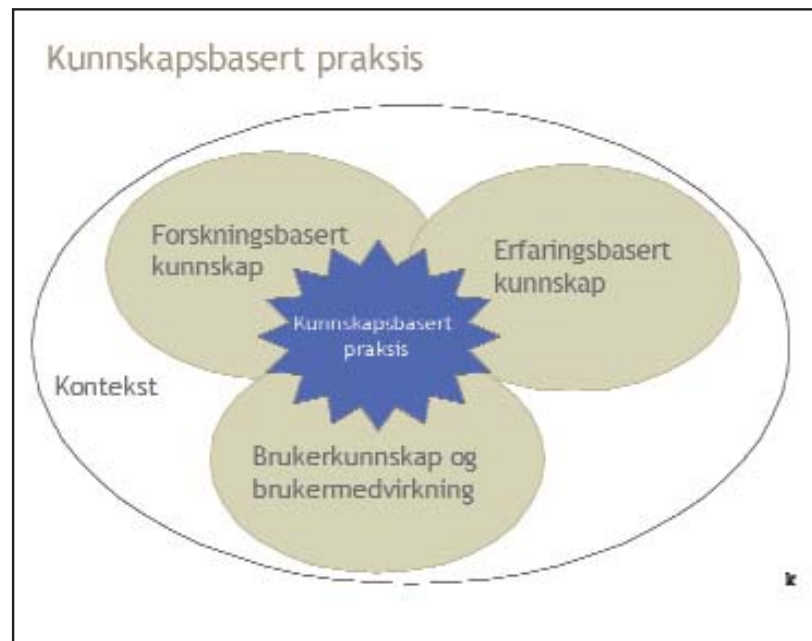 Kunnskapsbasert praksis
Forskningsbasert
kunnskap
Erfaringsbasert
kunnskap
Kunnskapsbasert
praksis
Kontekst
Brukerkunnskap og
brukermedvirkning